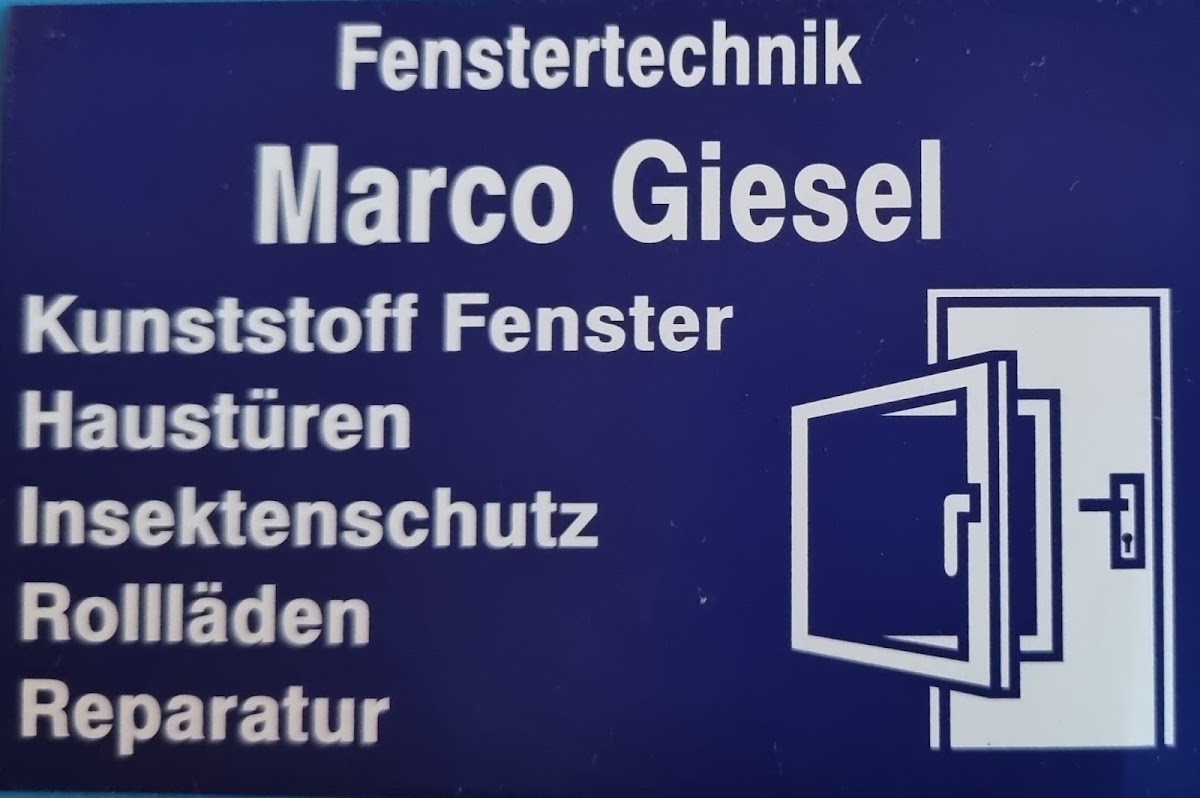 Fenstertechnik
Marco Giesel
Kunststoff Fenster
Haustüren
Insektenschutz
Rollläden
Reparatur